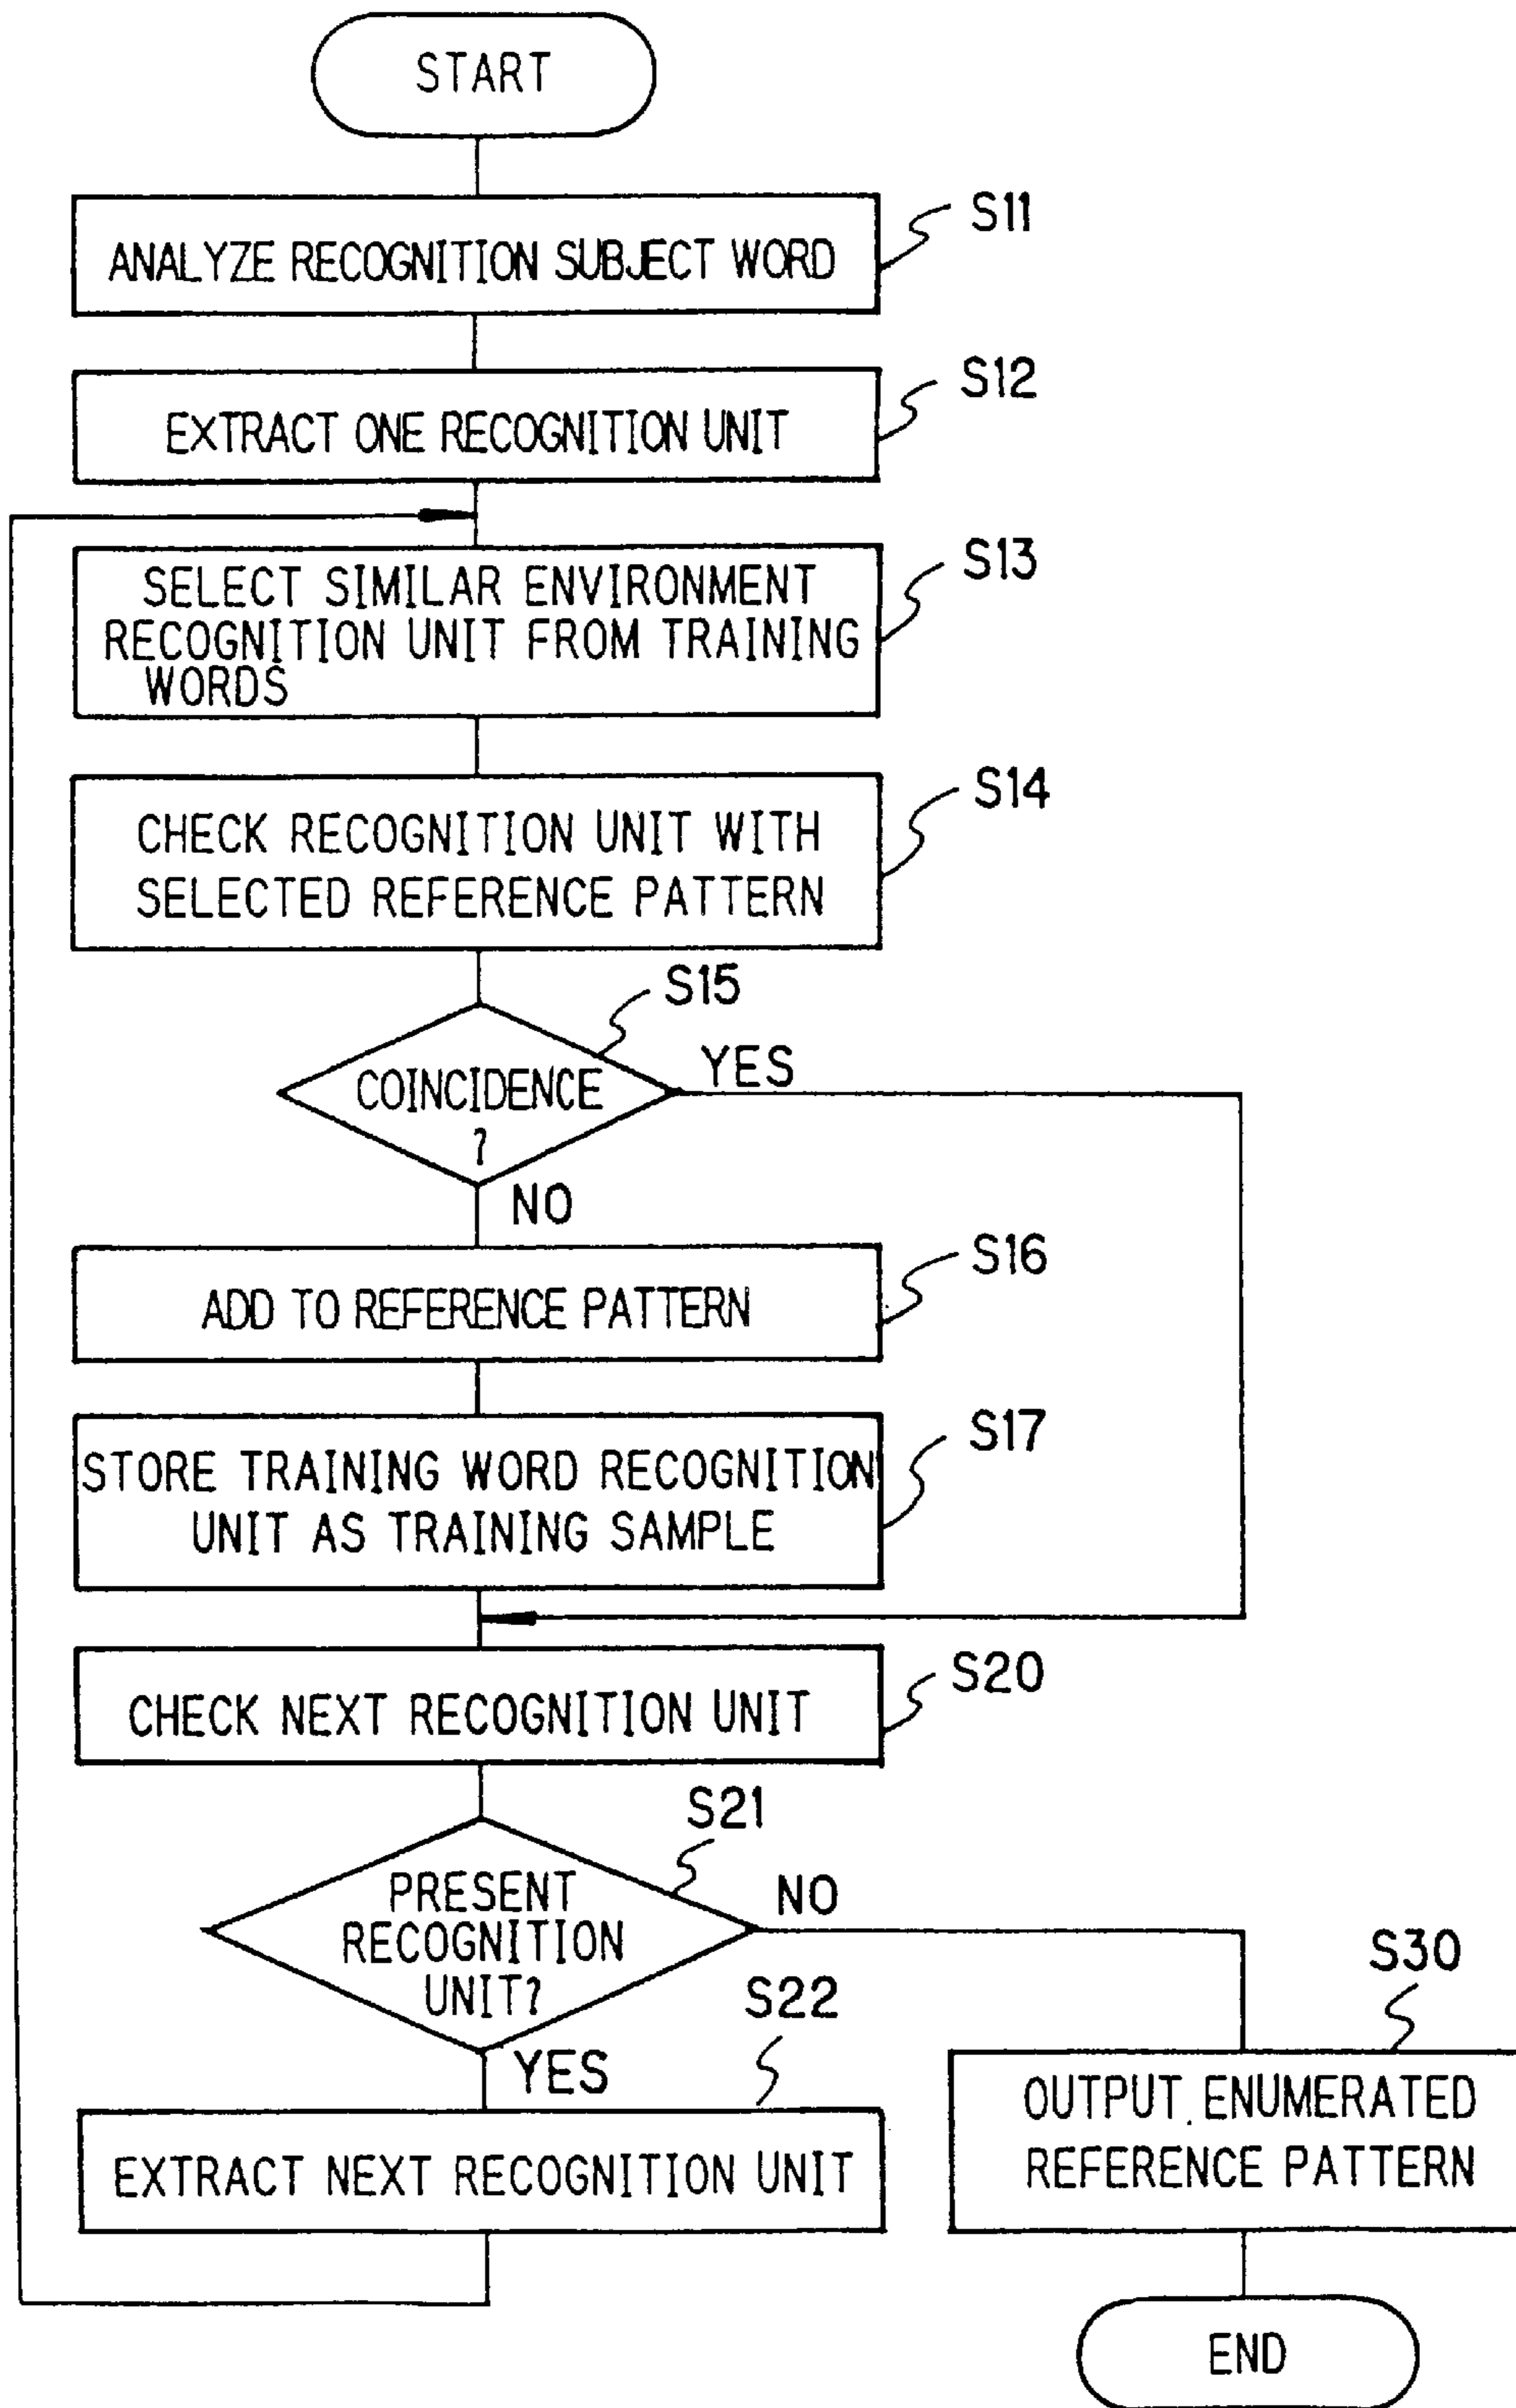 START
S11
ANALYZE RECOGNITION SUBJECT WORD
S12
EXTRACT ONE RECOGNITION UNIT
S13
SELECT SIMILAR ENVIRONMENT
RECOGNITION UNIT FROM TRAINING
WORDS
S14
CHECK RECOGNITION UNIT WITH
SELECTED REFERENCE PATTERN
S15
COINCIDENCE
?
YES
NO
S16
ADD TO REFERENCE PATTERN
S17
STORE TRAINING WORD RECOGNITION
UNIT AS TRAINING SAMPLE
S20
CHECK NEXT RECOGNITION UNIT
S21
PRESENT
RECOGNITION
UNIT?
NO
YES
S22
EXTRACT NEXT RECOGNITION UNIT
S30
OUTPUT ENUMERATED
REFERENCE PATTERN
END